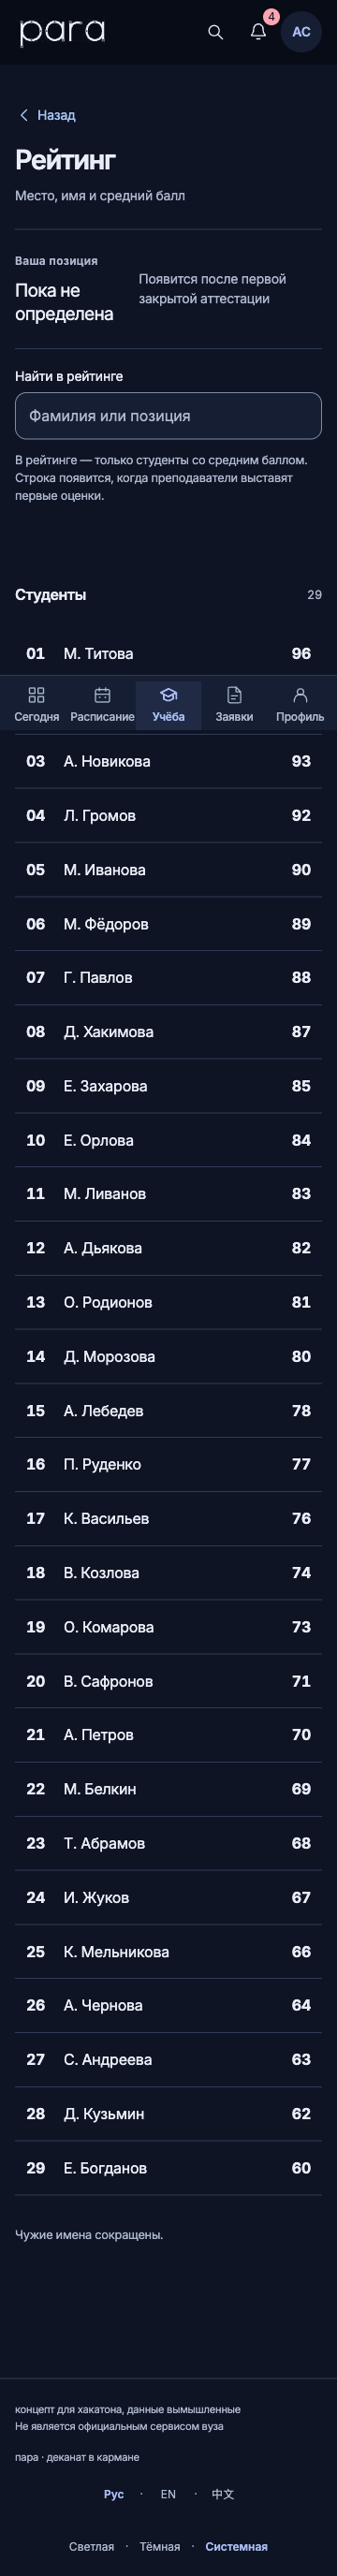 para
4
АС
Назад
Рейтинг
Место, имя и средний балл
Ваша позиция
Пока не
определена
Появится после первой
закрытой аттестации
Найти в рейтинге
Фамилия или позиция
В рейтинге — только студенты со средним баллом.
Строка появится, когда преподаватели выставят
первые оценки.
Студенты 29
01 М. Титова 96
Сегодня Расписание Учёба Заявки Профиль
03 А. Новикова 93
04 Л. Громов 92
05 М. Иванова 90
06 М. Фёдоров 89
07 Г. Павлов 88
08 Д. Хакимова 87
09 Е. Захарова 85
10 Е. Орлова 84
11 М. Ливанов 83
12 А. Дьякова 82
13 О. Родионов 81
14 Д. Морозова 80
15 А. Лебедев 78
16 П. Руденко 77
17 К. Васильев 76
18 В. Козлова 74
19 О. Комарова 73
20 В. Сафронов 71
21 А. Петров 70
22 М. Белкин 69
23 Т. Абрамов 68
24 И. Жуков 67
25 К. Мельникова 66
26 А. Чернова 64
27 С. Андреева 63
28 Д. Кузьмин 62
29 Е. Богданов 60
Чужие имена сокращены.
концепт для хакатона, данные вымышленные
Не является официальным сервисом вуза
пара · деканат в кармане
Рус · EN · 中文
Светлая · Тёмная · Системная